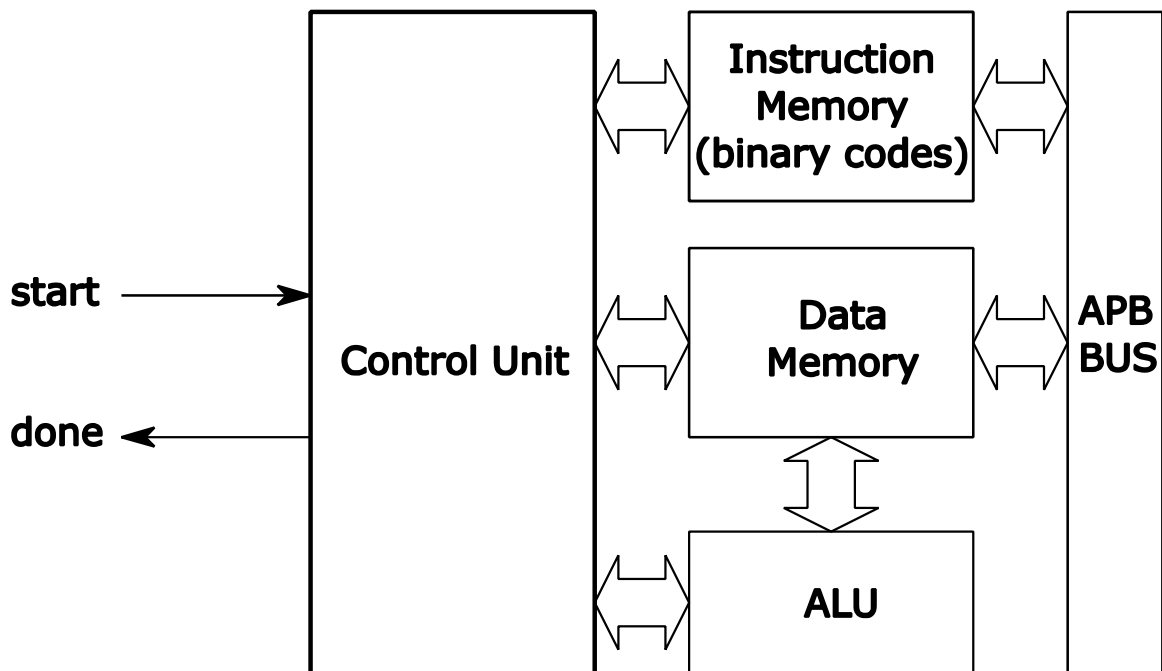 Instruction
Memory
(binary codes)
start
Data
Memory
APB
BUS
Control Unit
done
ALU